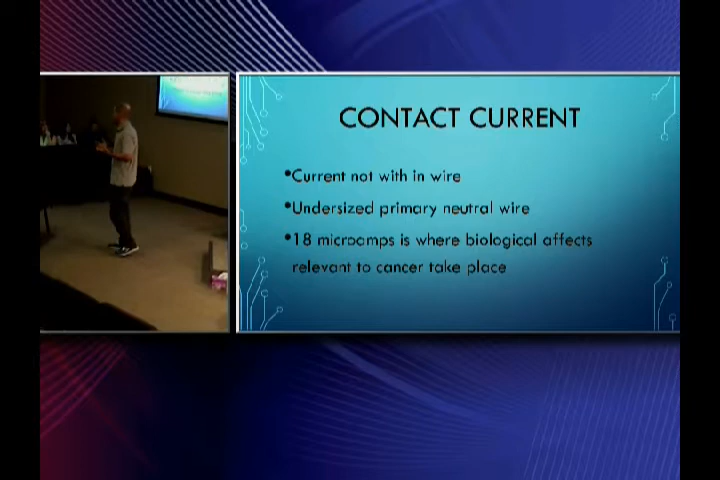 CONTACT CURRENT
•Current not with in wire
•Undersized primary neutral wire
•18 microamps is where biological affects
relevant to cancer take place